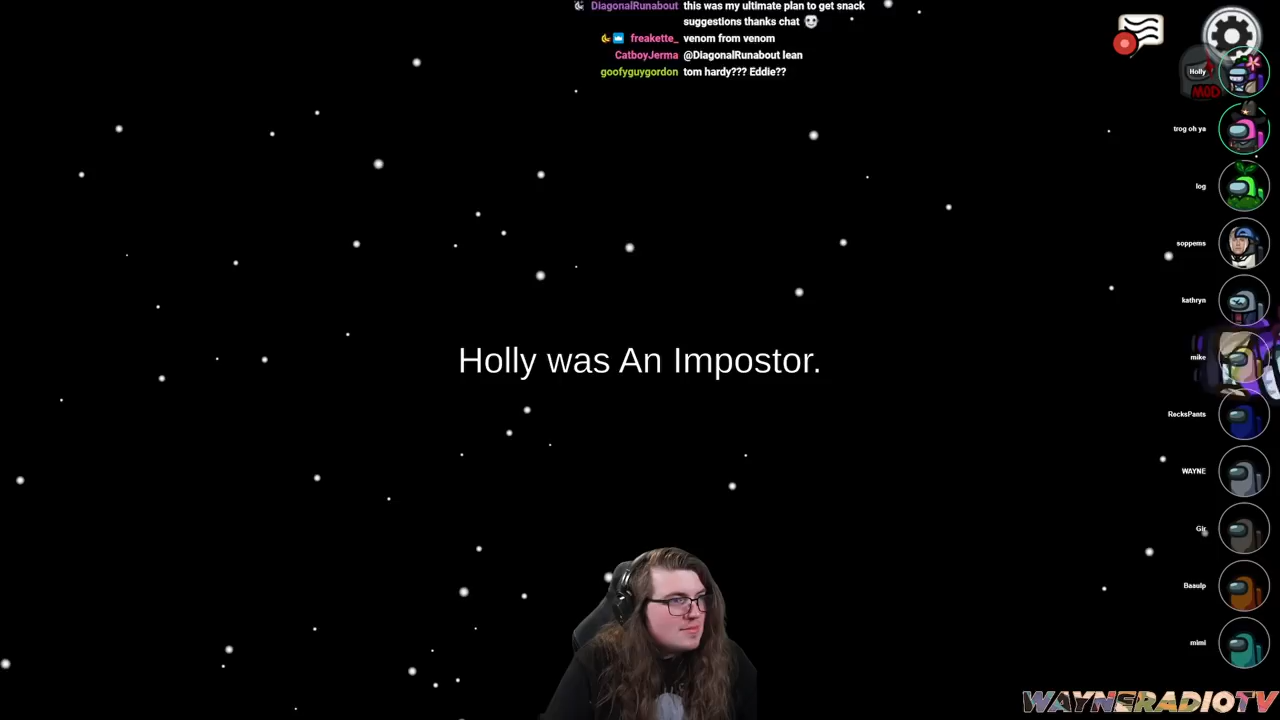 DiagonalRunabout this was my ultimate plan to get snack
suggestions thanks chat
freakette_ venom from venom
CatboyJerma @DiagonalRunabout lean
goofyguygordon tom hardy??? Eddie??
Holly
MOD
trog oh ya
log
soppems
kathryn
Holly was An Impostor.
mike
RecksPants
WAYNE
Gir
Baaulp
mimi
WAYNERADIOTV